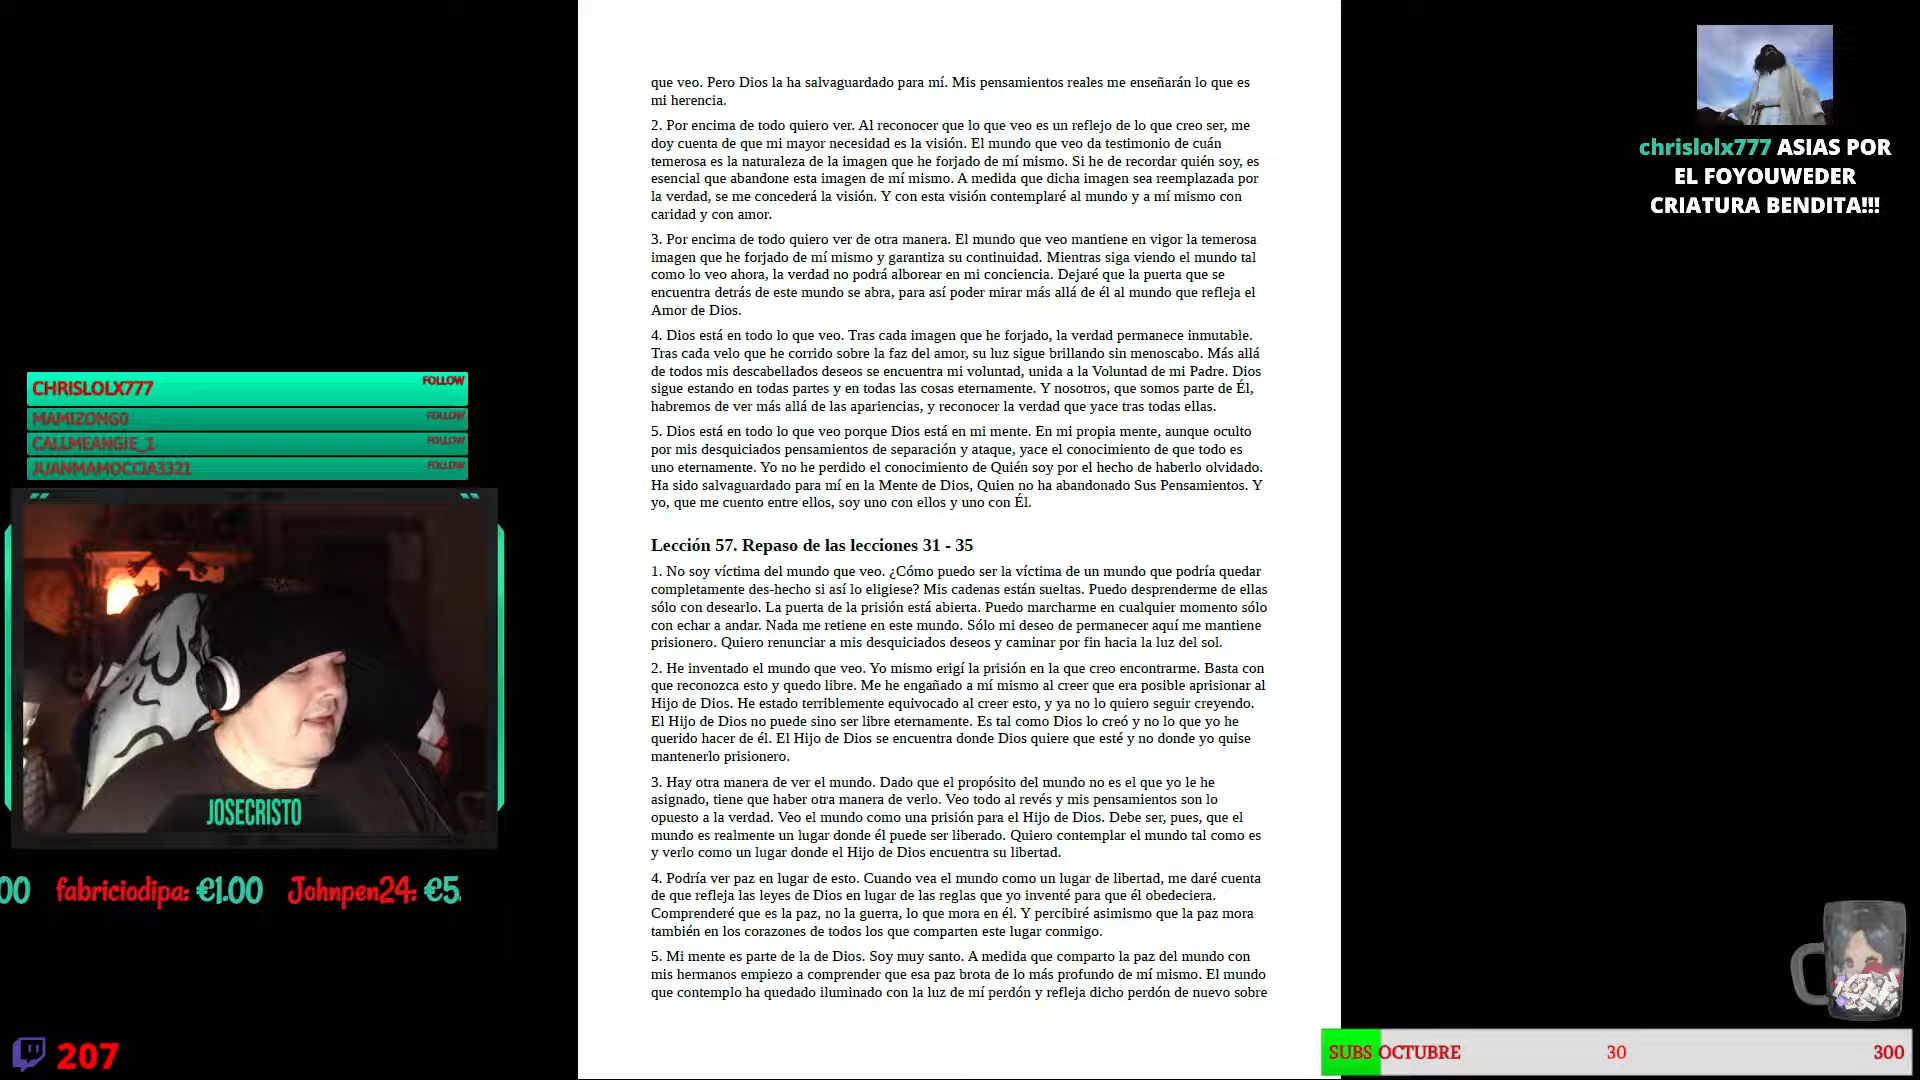 que veo. Pero Dios la ha salvaguardado para mí. Mis pensamientos reales me enseñarán lo que es
mi herencia.
2. Por encima de todo quiero ver. Al reconocer que lo que veo es un reflejo de lo que creo ser, me
doy cuenta de que mi mayor necesidad es la visión. El mundo que veo da testimonio de cuán
temerosa es la naturaleza de la imagen que he forjado de mí mismo. Si he de recordar quién soy, es
esencial que abandone esta imagen de mí mismo. A medida que dicha imagen sea reemplazada por
la verdad, se me concederá la visión. Y con esta visión contemplaré al mundo y a mí mismo con
caridad y con amor.
3. Por encima de todo quiero ver de otra manera. El mundo que veo mantiene en vigor la temerosa
imagen que he forjado de mí mismo y garantiza su continuidad. Mientras siga viendo el mundo tal
como lo veo ahora, la verdad no podrá alborear en mi conciencia. Dejaré que la puerta que se
encuentra detrás de este mundo se abra, para así poder mirar más allá de él al mundo que refleja el
Amor de Dios.
4. Dios está en todo lo que veo. Tras cada imagen que he forjado, la verdad permanece inmutable.
Tras cada velo que he corrido sobre la faz del amor, su luz sigue brillando sin menoscabo. Más allá
de todos mis descabellados deseos se encuentra mi voluntad, unida a la Voluntad de mi Padre. Dios
sigue estando en todas partes y en todas las cosas eternamente. Y nosotros, que somos parte de Él,
habremos de ver más allá de las apariencias, y reconocer la verdad que yace tras todas ellas.
5. Dios está en todo lo que veo porque Dios está en mi mente. En mi propia mente, aunque oculto
por mis desquiciados pensamientos de separación y ataque, yace el conocimiento de que todo es
uno eternamente. Yo no he perdido el conocimiento de Quién soy por el hecho de haberlo olvidado.
Ha sido salvaguardado para mí en la Mente de Dios, Quien no ha abandonado Sus Pensamientos. Y
yo, que me cuento entre ellos, soy uno con ellos y uno con Él.
Lección 57. Repaso de las lecciones 31 - 35
1. No soy víctima del mundo que veo. ¿Cómo puedo ser la víctima de un mundo que podría quedar
completamente des-hecho si así lo eligiese? Mis cadenas están sueltas. Puedo desprenderme de ellas
sólo con desearlo. La puerta de la prisión está abierta. Puedo marcharme en cualquier momento sólo
con echar a andar. Nada me retiene en este mundo. Sólo mi deseo de permanecer aquí me mantiene
prisionero. Quiero renunciar a mis desquiciados deseos y caminar por fin hacia la luz del sol.
2. He inventado el mundo que veo. Yo mismo erigí la prisión en la que creo encontrarme. Basta con
que reconozca esto y quedo libre. Me he engañado a mí mismo al creer que era posible aprisionar al
Hijo de Dios. He estado terriblemente equivocado al creer esto, y ya no lo quiero seguir creyendo.
El Hijo de Dios no puede sino ser libre eternamente. Es tal como Dios lo creó y no lo que yo he
querido hacer de él. El Hijo de Dios se encuentra donde Dios quiere que esté y no donde yo quise
mantenerlo prisionero.
3. Hay otra manera de ver el mundo. Dado que el propósito del mundo no es el que yo le he
asignado, tiene que haber otra manera de verlo. Veo todo al revés y mis pensamientos son lo
opuesto a la verdad. Veo el mundo como una prisión para el Hijo de Dios. Debe ser, pues, que el
mundo es realmente un lugar donde él puede ser liberado. Quiero contemplar el mundo tal como es
y verlo como un lugar donde el Hijo de Dios encuentra su libertad.
4. Podría ver paz en lugar de esto. Cuando vea el mundo como un lugar de libertad, me daré cuenta
de que refleja las leyes de Dios en lugar de las reglas que yo inventé para que él obedeciera.
Comprenderé que es la paz, no la guerra, lo que mora en él. Y percibiré asimismo que la paz mora
también en los corazones de todos los que comparten este lugar conmigo.
5. Mi mente es parte de la de Dios. Soy muy santo. A medida que comparto la paz del mundo con
mis hermanos empiezo a comprender que esa paz brota de lo más profundo de mí mismo. El mundo
que contemplo ha quedado iluminado con la luz de mí perdón y refleja dicho perdón de nuevo sobre
chrislolx777 ASIAS POR
EL FOYOUWEDER
CRIATURA BENDITA!!!
CHRISLOLX777 FOLLOW
MAMIZONG0 FOLLOW
CALLMEANGIE_1 FOLLOW
JUANMAMOCCIA3321 FOLLOW
JOSECRISTO
00 fabriciodipa: €1.00 Johnpen24: €5.
207
SUBS OCTUBRE 30 300